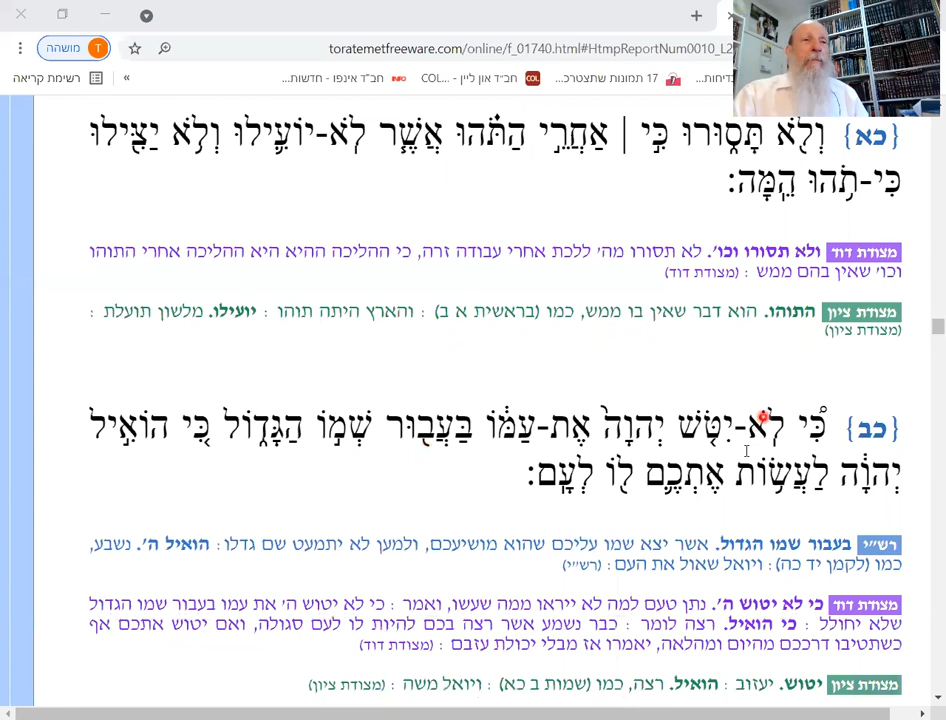 מושהה T toratemetfreeware.com/online/f_01740.html#HtmpReportNum0010_L2
רשימת קריאה » חב"ד אינפו - חדשות... INFO COL חב"ד און ליין - COL... 17 תמונות שתצטרכ... בדיחות...
{כא} וְלֹ֖א תָּס֑וּרוּ כִּ֣י | אַחֲרֵ֣י הַתֹּ֗הוּ אֲשֶׁ֧ר לֹֽא-יוֹעִ֛ילוּ וְלֹ֥א יַצִּ֖ילוּ
כִּי-תֹ֥הוּ הֵֽמָּה:
מצודת דוד ולא תסורו וכו'. לא תסורו מה' ללכת אחרי עבודה זרה, כי ההליכה ההיא היא ההליכה אחרי התוהו
וכו' שאין בהם ממש : (מצודת דוד)
מצודת ציון התוהו. הוא דבר שאין בו ממש, כמו (בראשית א ב) : והארץ היתה תוהו : יועילו. מלשון תועלת :
(מצודת ציון)
{כב} כִּ֠י לֹֽא-יִטֹּ֤שׁ יְהוָה֙ אֶת-עַמּ֔וֹ בַּעֲב֖וּר שְׁמ֣וֹ הַגָּד֑וֹל כִּ֚י הוֹאִ֣יל
יְהוָ֔ה לַעֲשׂ֥וֹת אֶתְכֶ֛ם ל֖וֹ לְעָֽם:
רש"י בעבור שמו הגדול. אשר יצא שמו עליכם שהוא מושיעכם, ולמען לא יתמעט שם גדלו : הואיל ה'. נשבע,
כמו (לקמן יד כה) : ויואל שאול את העם : (רש"י)
מצודת דוד כי לא יטוש ה'. נתן טעם למה לא ייראו ממה שעשו, ואמר : כי לא יטוש ה' את עמו בעבור שמו הגדול
שלא יחולל : כי הואיל. רצה לומר : כבר נשמע אשר רצה בכם להיות לו לעם סגולה, ואם יטוש אתכם אף
כשתטיבו דרככם מהיום ומהלאה, יאמרו אז מבלי יכולת עזבם : (מצודת דוד)
מצודת ציון יטוש. יעזוב : הואיל. רצה, כמו (שמות ב כא) : ויואל משה : (מצודת ציון)